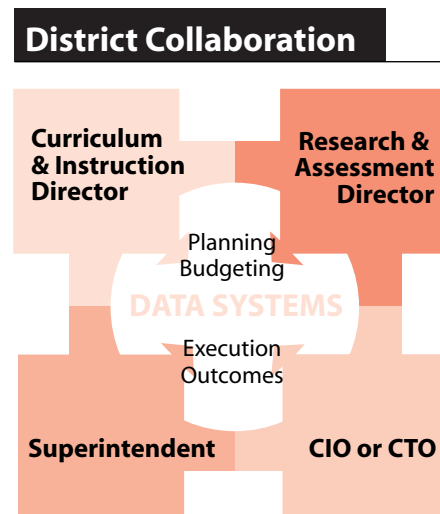 District Collaboration
Curriculum
& Instruction
Director
Research &
Assessment
Director
Planning
Budgeting
DATA SYSTEMS
Execution
Outcomes
Superintendent
CIO or CTO